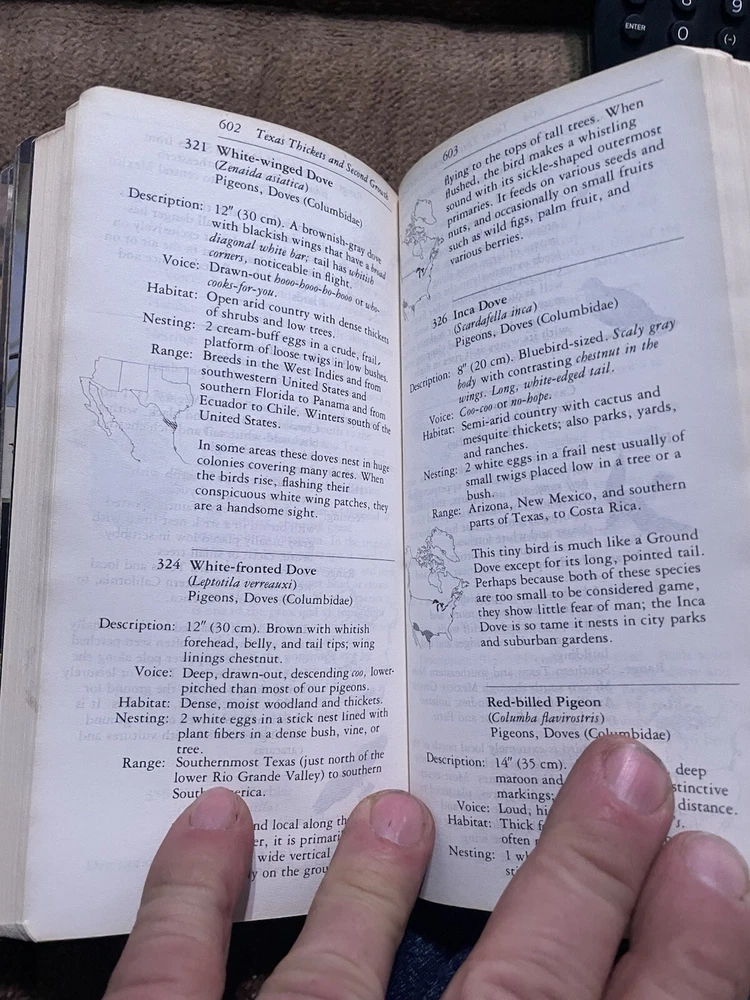 602 Texas Thickets and Second Growth
321 White-winged Dove
(Zenaida asiatica)
Pigeons, Doves (Columbidae)
Description: 12" (30 cm). A brownish-gray dove
with blackish wings that have a broad
diagonal white bar; tail has whitish
corners, noticeable in flight.
Voice: Drawn-out hooo-hooo-ho-hooo or who-
cooks-for-you.
Habitat: Open arid country with dense thickets
of shrubs and low trees.
Nesting: 2 cream-buff eggs in a crude, frail,
platform of loose twigs in low bushes.
Range: Breeds in the West Indies and from
southwestern United States and
southern Florida to Panama and from
Ecuador to Chile. Winters south of the
United States.
In some areas these doves nest in huge
colonies covering many acres. When
the birds rise, flashing their
conspicuous white wing patches, they
are a handsome sight.
324 White-fronted Dove
(Leptotila verreauxi)
Pigeons, Doves (Columbidae)
Description: 12" (30 cm). Brown with whitish
forehead, belly, and tail tips; wing
linings chestnut.
Voice: Deep, drawn-out, descending coo, lower-
pitched than most of our pigeons.
Habitat: Dense, moist woodland and thickets.
Nesting: 2 white eggs in a stick nest lined with
plant fibers in a dense bush, vine, or
tree.
Range: Southernmost Texas (just north of the
lower Rio Grande Valley) to southern
South erica.
nd local along th
er, it is primari
wide vertical
y on the grou
603
flying to the tops of tall trees. When
flushed, the bird makes a whistling
sound with its sickle-shaped outermost
primaries. It feeds on various seeds and
nuts, and occasionally on small fruits
such as wild figs, palm fruit, and
various berries.
326 Inca Dove
(Scardafella inca)
Pigeons, Doves (Columbidae)
Description: 8" (20 cm). Bluebird-sized. Scaly gray
body with contrasting chestnut in the
wings. Long, white-edged tail.
Voice: Coo-coo or no-hope.
Habitat: Semi-arid country with cactus and
mesquite thickets; also parks, yards,
and ranches.
Nesting: 2 white eggs in a frail nest usually of
small twigs placed low in a tree or a
bush.
Range: Arizona, New Mexico, and southern
parts of Texas, to Costa Rica.
This tiny bird is much like a Ground
Dove except for its long, pointed tail.
Perhaps because both of these species
are too small to be considered game,
they show little fear of man; the Inca
Dove is so tame it nests in city parks
and suburban gardens.
Red-billed Pigeon
(Columba flavirostris)
Pigeons, Doves (Columbidae)
Description: 14" (35 cm). deep
maroon and stinctive
markings; distance.
Voice: Loud, hi
Habitat: Thick f s.
often
Nesting: 1 wh
sti
ENTER
0
(-)
9